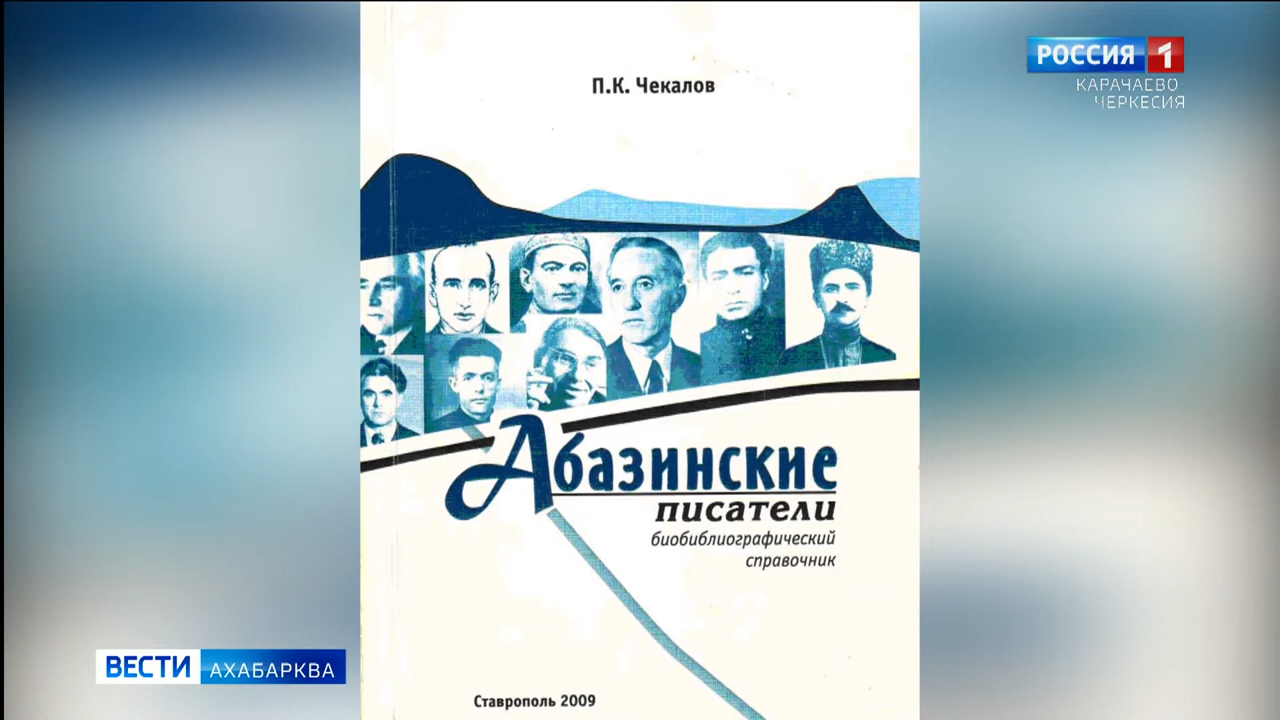 П.К. Чекалов
РОССИЯ 1
КАРАЧАЕВО
ЧЕРКЕСИЯ
Абазинские
писатели
биобиблиографический
справочник
ВЕСТИ АХАБАРКВА
Ставрополь 2009